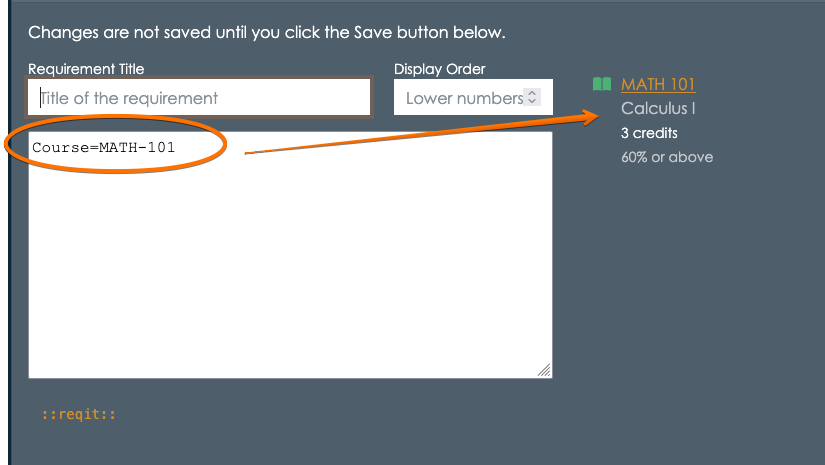 Changes are not saved until you click the Save button below.
Requirement Title
Display Order
Title of the requirement
Lower numbers
Course=MATH-101
MATH 101
Calculus I
3 credits
60% or above
::reqit::